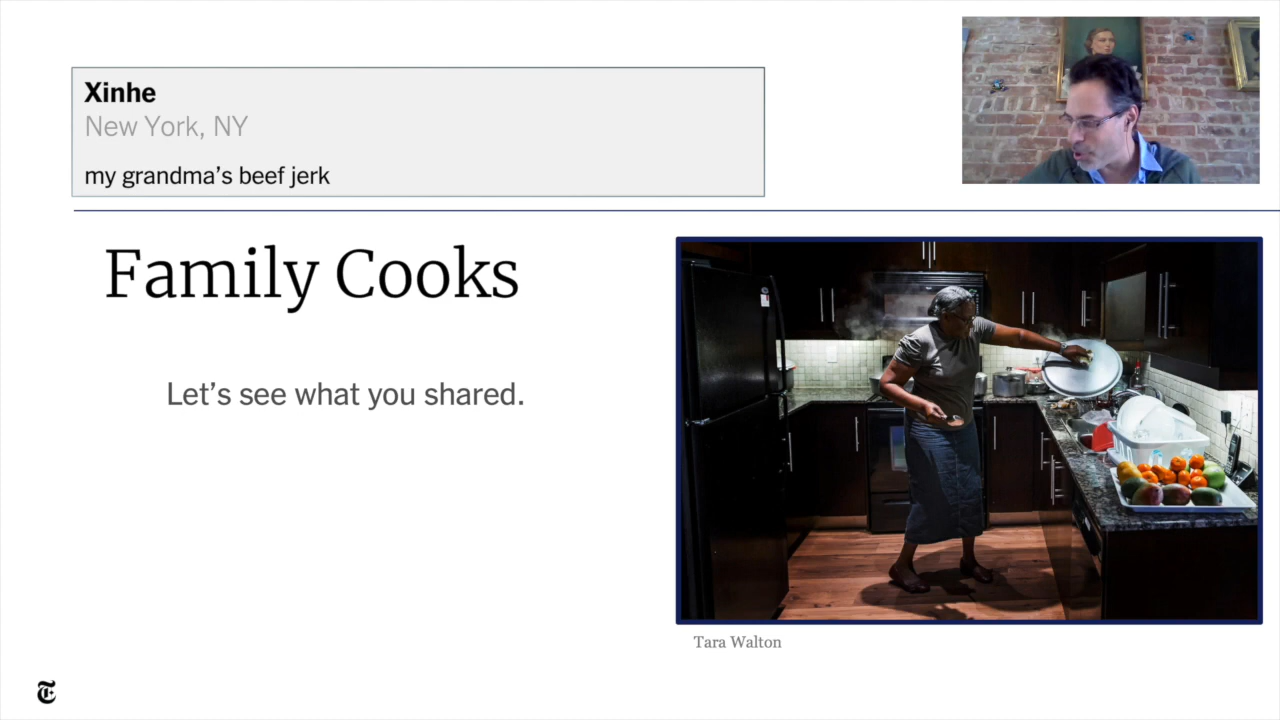 Xinhe
New York, NY
my grandma's beef jerk
Family Cooks
Let's see what you shared.
Tara Walton